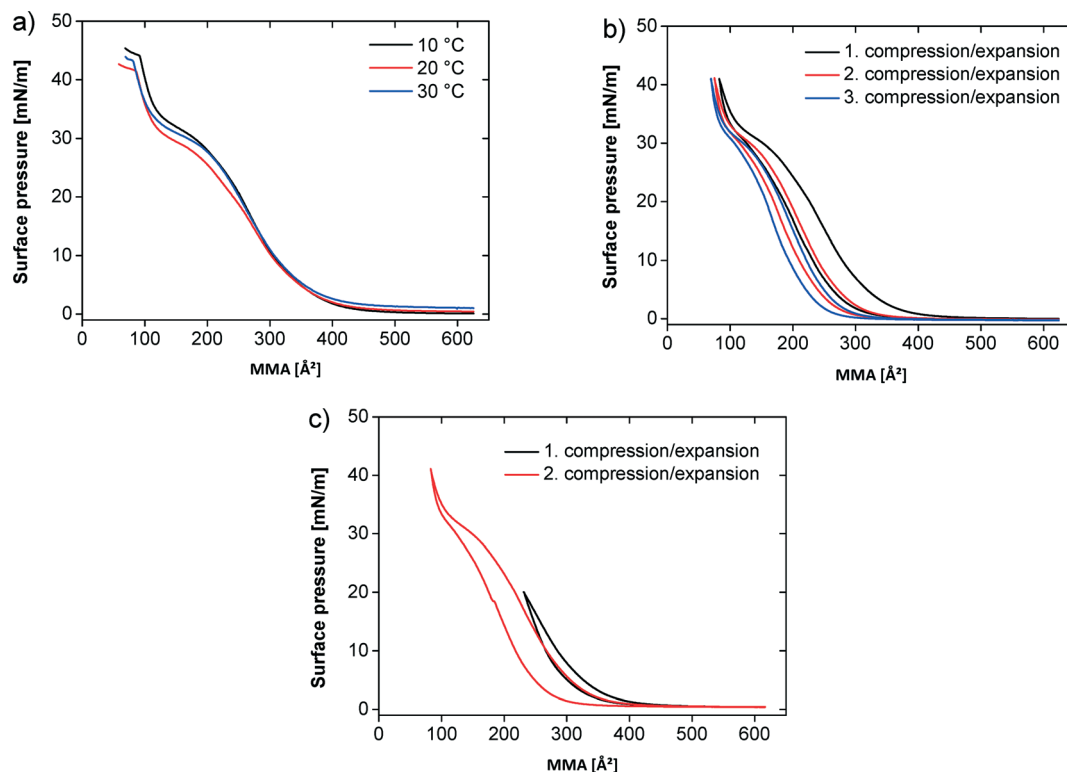 a)
50
40
30
20
10
0
Surface pressure [mN/m]
10 °C
20 °C
30 °C
0 100 200 300 400 500 600
MMA [Å²]
b)
50
40
30
20
10
0
Surface pressure [mN/m]
1. compression/expansion
2. compression/expansion
3. compression/expansion
0 100 200 300 400 500 600
MMA [Å²]
c)
50
40
30
20
10
0
Surface pressure [mN/m]
1. compression/expansion
2. compression/expansion
0 100 200 300 400 500 600
MMA [Å²]